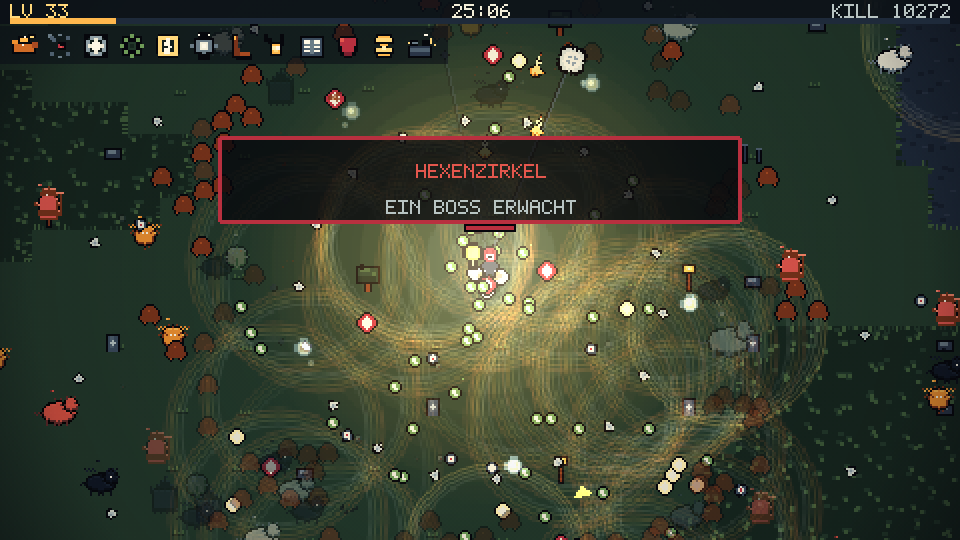 LV 33
25:06
KILL 10272
HEXENZIRKEL
EIN BOSS ERWACHT